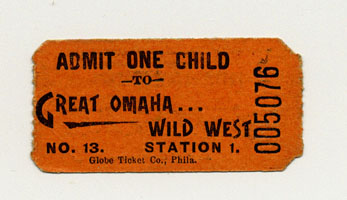 ADMIT ONE CHILD
—TO—
GREAT OMAHA...
WILD WEST
NO. 13. STATION 1.
Globe Ticket Co., Phila.
005076